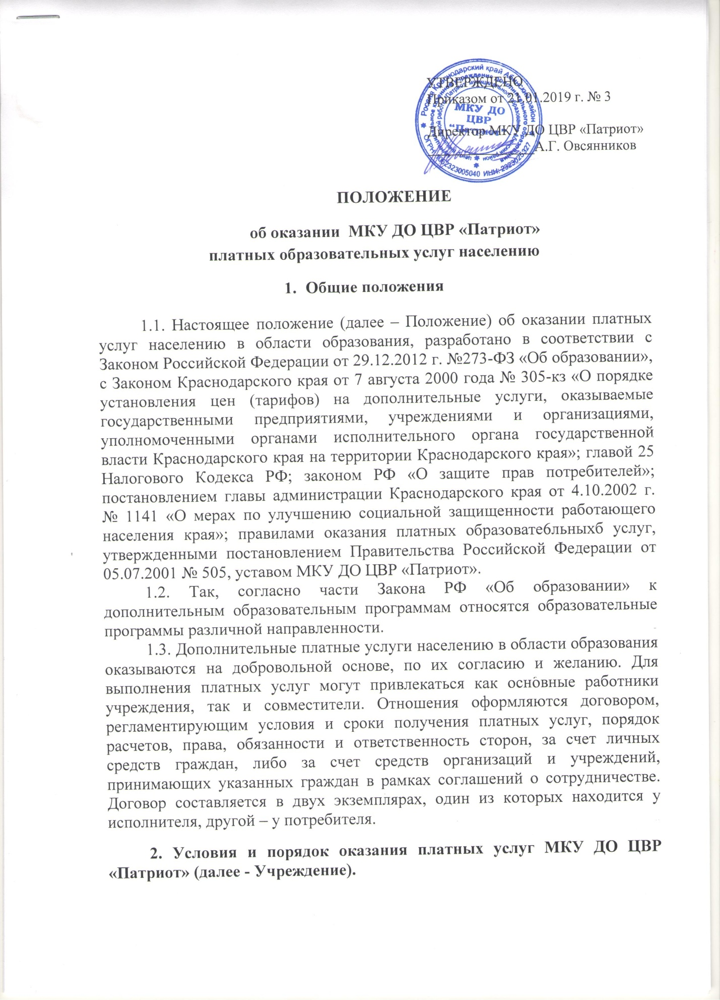 УТВЕРЖДЕНО
Приказом от 21.01.2019 г. № 3
Директор МКУ ДО ЦВР «Патриот»
А.Г. Овсянников
Россия Краснодарский край Абинский район
МКУ ДО
ЦВР
“Патриот”
ИНН: 2323025327
ПОЛОЖЕНИЕ
об оказании МКУ ДО ЦВР «Патриот»
платных образовательных услуг населению
1. Общие положения
1.1. Настоящее положение (далее – Положение) об оказании платных
услуг населению в области образования, разработано в соответствии с
Законом Российской Федерации от 29.12.2012 г. №273-ФЗ «Об образовании»,
с Законом Краснодарского края от 7 августа 2000 года № 305-кз «О порядке
установления цен (тарифов) на дополнительные услуги, оказываемые
государственными предприятиями, учреждениями и организациями,
уполномоченными органами исполнительного органа государственной
власти Краснодарского края на территории Краснодарского края»; главой 25
Налогового Кодекса РФ; законом РФ «О защите прав потребителей»;
постановлением главы администрации Краснодарского края от 4.10.2002 г.
№ 1141 «О мерах по улучшению социальной защищенности работающего
населения края»; правилами оказания платных образовате6льныхб услуг,
утвержденными постановлением Правительства Российской Федерации от
05.07.2001 № 505, уставом МКУ ДО ЦВР «Патриот».
1.2. Так, согласно части Закона РФ «Об образовании» к
дополнительным образовательным программам относятся образовательные
программы различной направленности.
1.3. Дополнительные платные услуги населению в области образования
оказываются на добровольной основе, по их согласию и желанию. Для
выполнения платных услуг могут привлекаться как основные работники
учреждения, так и совместители. Отношения оформляются договором,
регламентирующим условия и сроки получения платных услуг, порядок
расчетов, права, обязанности и ответственность сторон, за счет личных
средств граждан, либо за счет средств организаций и учреждений,
принимающих указанных граждан в рамках соглашений о сотрудничестве.
Договор составляется в двух экземплярах, один из которых находится у
исполнителя, другой – у потребителя.
2. Условия и порядок оказания платных услуг МКУ ДО ЦВР
«Патриот» (далее - Учреждение).